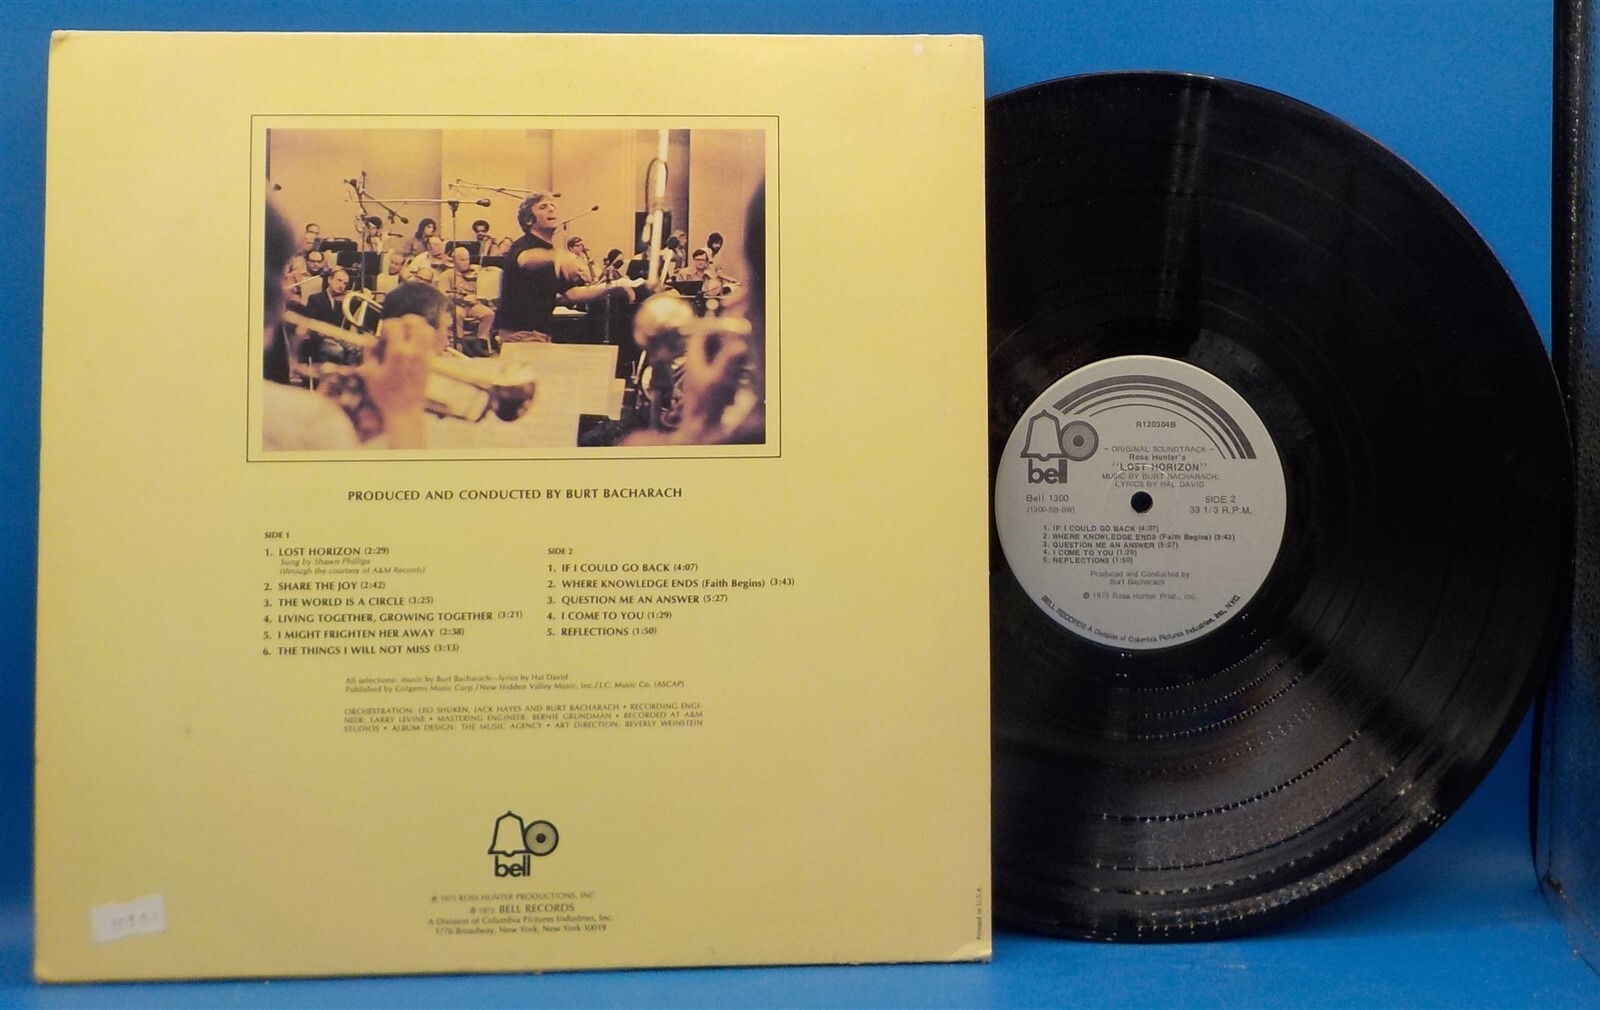 PRODUCED AND CONDUCTED BY BURT BACHARACH
SIDE 1
1. LOST HORIZON (2:29)
Sung by Shawn Phillips
(through the courtesy of A&M Records)
2. SHARE THE JOY (2:42)
3. THE WORLD IS A CIRCLE (3:25)
4. LIVING TOGETHER, GROWING TOGETHER (3:21)
5. I MIGHT FRIGHTEN HER AWAY (2:38)
6. THE THINGS I WILL NOT MISS (3:13)
SIDE 2
1. IF I COULD GO BACK (4:07)
2. WHERE KNOWLEDGE ENDS (Faith Begins) (3:43)
3. QUESTION ME AN ANSWER (5:27)
4. I COME TO YOU (1:29)
5. REFLECTIONS (1:50)
All selections: music by Burt Bacharach—lyrics by Hal David
Published by Colgems Music Corp./New Hidden Valley Music, Inc./J.C. Music Co. (ASCAP)
ORCHESTRATION: LEO SHUKEN, JACK HAYES AND BURT BACHARACH • RECORDING ENGI-
NEER: LARRY LEVINE • MASTERING ENGINEER: BERNIE GRUNDMAN • RECORDED AT A&M
STUDIOS • ALBUM DESIGN: THE MUSIC AGENCY • ART DIRECTION: BEVERLY WEINSTEIN
bell
℗ 1973 ROSS HUNTER PRODUCTIONS, INC.
© 1973 BELL RECORDS
A Division of Columbia Pictures Industries, Inc.
1776 Broadway, New York, New York 10019
Printed in U.S.A.
R120304B
bell
- ORIGINAL SOUNDTRACK -
Ross Hunter's
"LOST HORIZON"
MUSIC BY BURT BACHARACH
LYRICS BY HAL DAVID
Bell 1300
(1300-SB-BW)
SIDE 2
33 1/3 R.P.M.
1. IF I COULD GO BACK (4:07)
2. WHERE KNOWLEDGE ENDS (Faith Begins) (3:43)
3. QUESTION ME AN ANSWER (5:27)
4. I COME TO YOU (1:29)
5. REFLECTIONS (1:50)
Produced and Conducted by
Burt Bacharach
℗ 1973 Ross Hunter Prod., Inc.
BELL RECORDS A Division of Columbia Pictures Industries, Inc., N.Y.C.